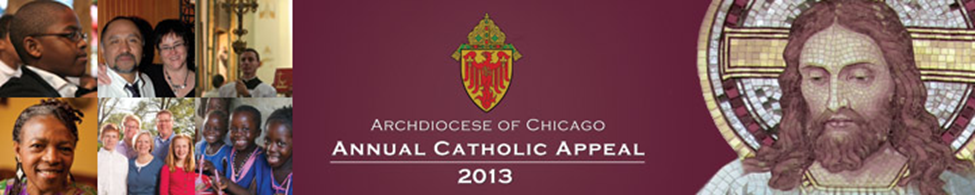 ARCHDIOCESE OF CHICAGO
ANNUAL CATHOLIC APPEAL
2013